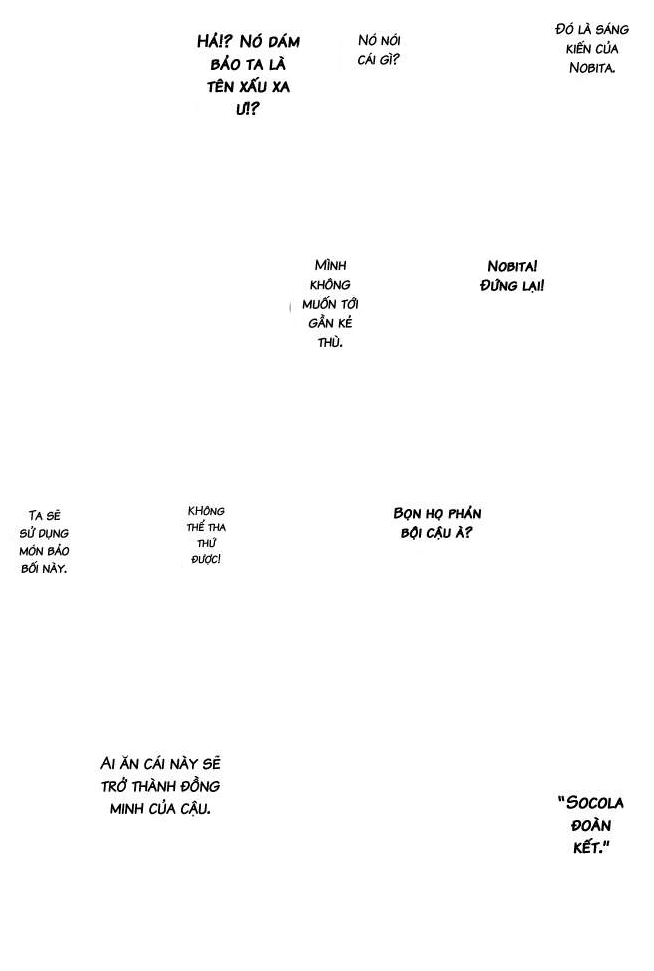 ĐÓ LÀ SÁNG
KIẾN CỦA
NOBITA.
NÓ NÓI
CÁI GÌ?
HẢ!? NÓ DÁM
BẢO TA LÀ
TÊN XẤU XA
Ư!?
NOBITA!
ĐỨNG LẠI!
MÌNH
KHÔNG
MUỐN TỚI
GẦN KẺ
THÙ.
BỌN HỌ PHẢN
BỘI CẬU À?
KHÔNG
THỂ THA
THỨ
ĐƯỢC!
TA SẼ
SỬ DỤNG
MÓN BẢO
BỐI NÀY.
"SOCOLA
ĐOÀN
KẾT."
AI ĂN CÁI NÀY SẼ
TRỞ THÀNH ĐỒNG
MINH CỦA CẬU.